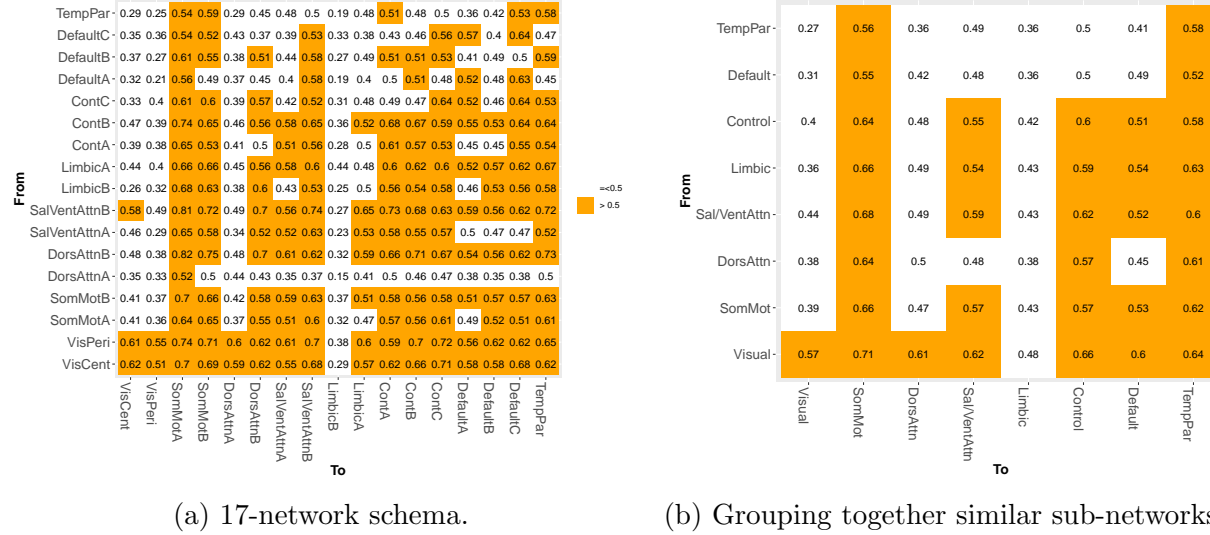 TempPar 0.29 0.25 0.54 0.59 0.29 0.45 0.48 0.5 0.19 0.48 0.51 0.48 0.5 0.36 0.42 0.53 0.58
DefaultC 0.35 0.36 0.54 0.52 0.43 0.37 0.39 0.53 0.33 0.38 0.43 0.46 0.56 0.57 0.4 0.64 0.47
DefaultB 0.37 0.27 0.61 0.55 0.38 0.51 0.44 0.58 0.27 0.49 0.51 0.51 0.53 0.41 0.49 0.5 0.59
DefaultA 0.32 0.21 0.56 0.49 0.37 0.45 0.4 0.58 0.19 0.4 0.5 0.51 0.48 0.52 0.48 0.63 0.45
ContC 0.33 0.4 0.61 0.6 0.39 0.57 0.42 0.52 0.31 0.48 0.49 0.47 0.64 0.52 0.46 0.64 0.53
ContB 0.47 0.39 0.74 0.65 0.46 0.56 0.58 0.65 0.36 0.52 0.68 0.67 0.59 0.55 0.53 0.64 0.64
ContA 0.39 0.38 0.65 0.53 0.41 0.5 0.51 0.56 0.28 0.5 0.61 0.57 0.53 0.45 0.45 0.55 0.54
LimbicA 0.44 0.4 0.66 0.66 0.45 0.56 0.58 0.6 0.44 0.48 0.6 0.62 0.6 0.52 0.57 0.62 0.67
LimbicB 0.26 0.32 0.68 0.63 0.38 0.6 0.43 0.53 0.25 0.5 0.56 0.54 0.58 0.46 0.53 0.56 0.58
SalVentAttnB 0.58 0.49 0.81 0.72 0.49 0.7 0.56 0.74 0.27 0.65 0.73 0.68 0.63 0.59 0.56 0.62 0.72
SalVentAttnA 0.46 0.29 0.65 0.58 0.34 0.52 0.52 0.63 0.23 0.53 0.58 0.55 0.57 0.5 0.47 0.47 0.52
DorsAttnB 0.48 0.38 0.82 0.75 0.48 0.7 0.61 0.62 0.32 0.59 0.66 0.71 0.67 0.54 0.56 0.62 0.73
DorsAttnA 0.35 0.33 0.52 0.5 0.44 0.43 0.35 0.37 0.15 0.41 0.5 0.46 0.47 0.38 0.35 0.38 0.5
SomMotB 0.41 0.37 0.7 0.66 0.42 0.58 0.59 0.63 0.37 0.51 0.58 0.56 0.58 0.51 0.57 0.57 0.63
SomMotA 0.41 0.36 0.64 0.65 0.37 0.55 0.51 0.6 0.32 0.47 0.57 0.56 0.61 0.49 0.52 0.51 0.61
VisPeri 0.61 0.55 0.74 0.71 0.6 0.62 0.61 0.7 0.38 0.6 0.59 0.7 0.72 0.56 0.62 0.62 0.65
VisCent 0.62 0.51 0.7 0.69 0.59 0.62 0.55 0.68 0.29 0.57 0.62 0.66 0.71 0.58 0.58 0.68 0.62
VisCent VisPeri SomMotA SomMotB DorsAttnA DorsAttnB SalVentAttnA SalVentAttnB LimbicB LimbicA ContA ContB ContC DefaultA DefaultB DefaultC TempPar
From
To
=<0.5
> 0.5
(a) 17-network schema.
TempPar 0.27 0.56 0.36 0.49 0.36 0.5 0.41 0.58
Default 0.31 0.55 0.42 0.48 0.36 0.5 0.49 0.52
Control 0.4 0.64 0.48 0.55 0.42 0.6 0.51 0.58
Limbic 0.36 0.66 0.49 0.54 0.43 0.59 0.54 0.63
Sal/VentAttn 0.44 0.68 0.49 0.59 0.43 0.62 0.52 0.6
DorsAttn 0.38 0.64 0.5 0.48 0.38 0.57 0.45 0.61
SomMot 0.39 0.66 0.47 0.57 0.43 0.57 0.53 0.62
Visual 0.57 0.71 0.61 0.62 0.48 0.66 0.6 0.64
Visual SomMot DorsAttn Sal/VentAttn Limbic Control Default TempPar
From
To
(b) Grouping together similar sub-networks